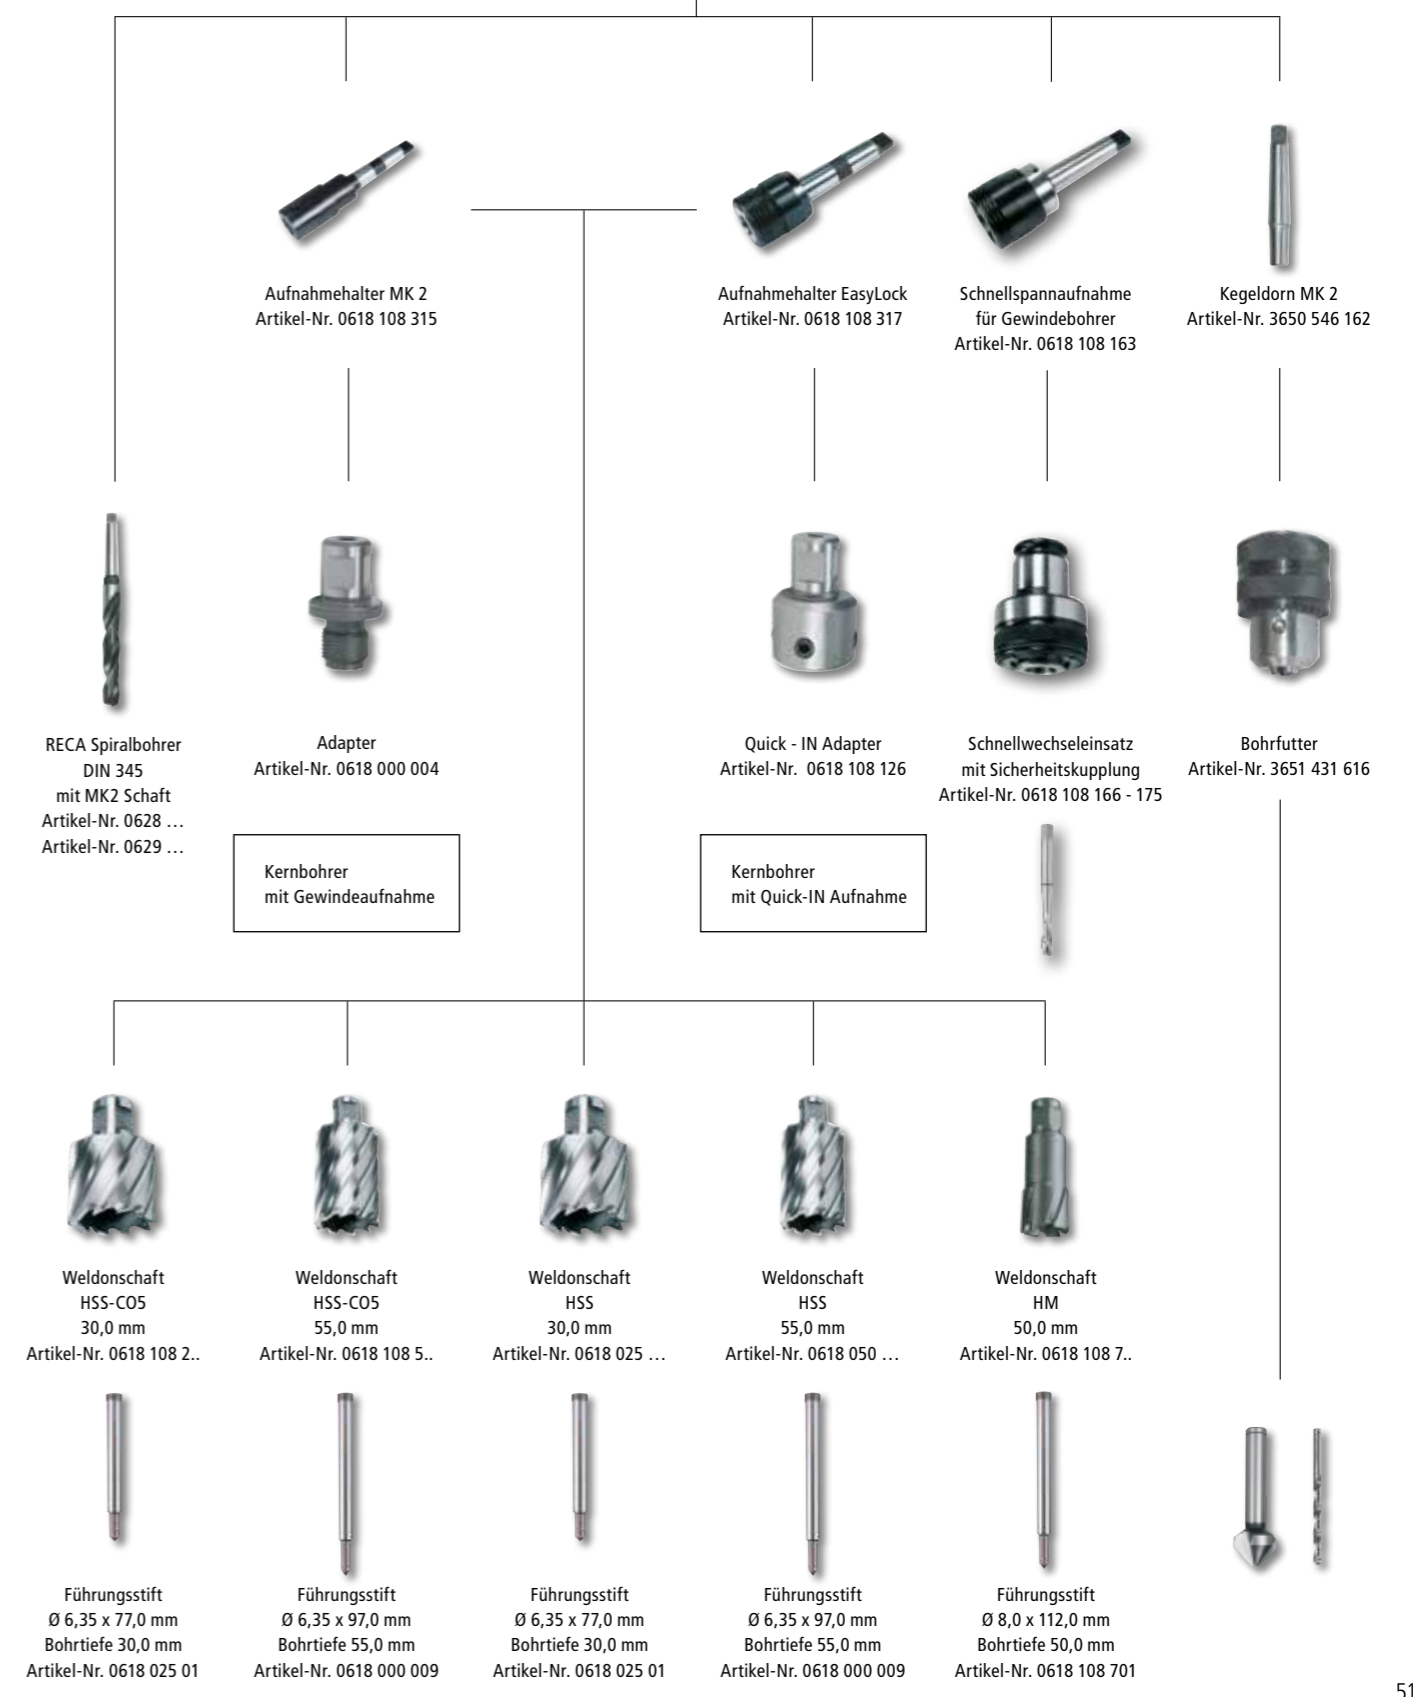 Aufnahmehalter MK 2
Artikel-Nr. 0618 108 315
Aufnahmehalter EasyLock
Artikel-Nr. 0618 108 317
Schnellspannaufnahme
für Gewindebohrer
Artikel-Nr. 0618 108 163
Kegeldorn MK 2
Artikel-Nr. 3650 546 162
RECA Spiralbohrer
DIN 345
mit MK2 Schaft
Artikel-Nr. 0628 …
Artikel-Nr. 0629 …
Adapter
Artikel-Nr. 0618 000 004
Quick - IN Adapter
Artikel-Nr. 0618 108 126
Schnellwechseleinsatz
mit Sicherheitskupplung
Artikel-Nr. 0618 108 166 - 175
Bohrfutter
Artikel-Nr. 3651 431 616
Kernbohrer
mit Gewindeaufnahme
Kernbohrer
mit Quick-IN Aufnahme
Weldonschaft
HSS-CO5
30,0 mm
Artikel-Nr. 0618 108 2..
Weldonschaft
HSS-CO5
55,0 mm
Artikel-Nr. 0618 108 5..
Weldonschaft
HSS
30,0 mm
Artikel-Nr. 0618 025 …
Weldonschaft
HSS
55,0 mm
Artikel-Nr. 0618 050 …
Weldonschaft
HM
50,0 mm
Artikel-Nr. 0618 108 7..
Führungsstift
Ø 6,35 x 77,0 mm
Bohrtiefe 30,0 mm
Artikel-Nr. 0618 025 01
Führungsstift
Ø 6,35 x 97,0 mm
Bohrtiefe 55,0 mm
Artikel-Nr. 0618 000 009
Führungsstift
Ø 6,35 x 77,0 mm
Bohrtiefe 30,0 mm
Artikel-Nr. 0618 025 01
Führungsstift
Ø 6,35 x 97,0 mm
Bohrtiefe 55,0 mm
Artikel-Nr. 0618 000 009
Führungsstift
Ø 8,0 x 112,0 mm
Bohrtiefe 50,0 mm
Artikel-Nr. 0618 108 701
51